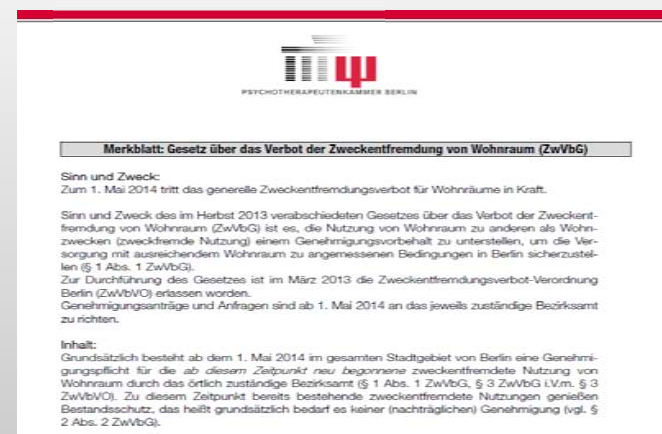 PSYCHOTHERAPEUTENKAMMER BERLIN
Merkblatt: Gesetz über das Verbot der Zweckentfremdung von Wohnraum (ZwVbG)
Sinn und Zweck:
Zum 1. Mai 2014 tritt das generelle Zweckentfremdungsverbot für Wohnräume in Kraft.
Sinn und Zweck des im Herbst 2013 verabschiedeten Gesetzes über das Verbot der Zweckent-
fremdung von Wohnraum (ZwVbG) ist es, die Nutzung von Wohnraum zu anderen als Wohn-
zwecken (zweckfremde Nutzung) einem Genehmigungsvorbehalt zu unterstellen, um die Ver-
sorgung mit ausreichendem Wohnraum zu angemessenen Bedingungen in Berlin sicherzustel-
len (§ 1 Abs. 1 ZwVbG).
Zur Durchführung des Gesetzes ist im März 2013 die Zweckentfremdungsverbot-Verordnung
Berlin (ZwVbVO) erlassen worden.
Genehmigungsanträge und Anfragen sind ab 1. Mai 2014 an das jeweils zuständige Bezirksamt
zu richten.
Inhalt:
Grundsätzlich besteht ab dem 1. Mai 2014 im gesamten Stadtgebiet von Berlin eine Genehmi-
gungspflicht für die ab diesem Zeitpunkt neu begonnene zweckentfremdete Nutzung von
Wohnraum durch das örtlich zuständige Bezirksamt (§ 1 Abs. 1 ZwVbG, § 3 ZwVbG i.V.m. § 3
ZwVbVO). Zu diesem Zeitpunkt bereits bestehende zweckentfremdete Nutzungen genießen
Bestandsschutz, das heißt grundsätzlich bedarf es keiner (nachträglichen) Genehmigung (vgl. §
2 Abs. 2 ZwVbG).